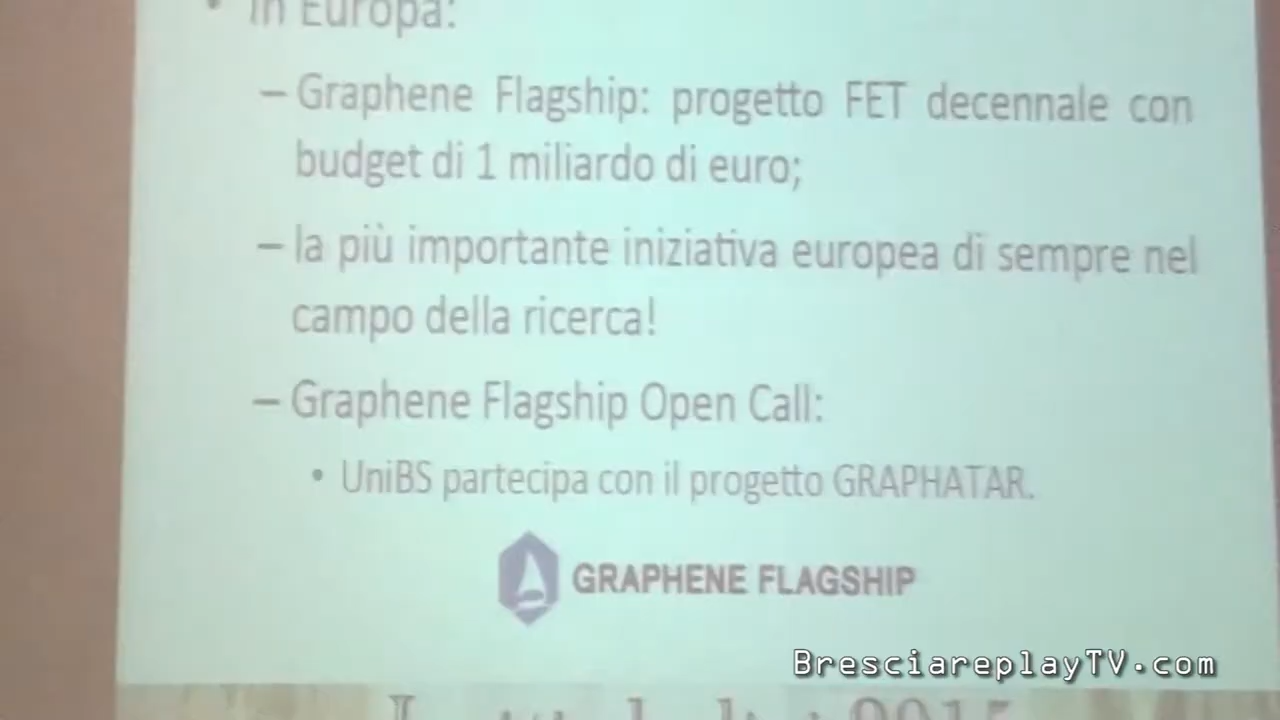 • In Europa:
– Graphene Flagship: progetto FET decennale con
budget di 1 miliardo di euro;
– la più importante iniziativa europea di sempre nel
campo della ricerca!
– Graphene Flagship Open Call:
• UniBS partecipa con il progetto GRAPHATAR.
GRAPHENE FLAGSHIP
BresciareplayTV.com